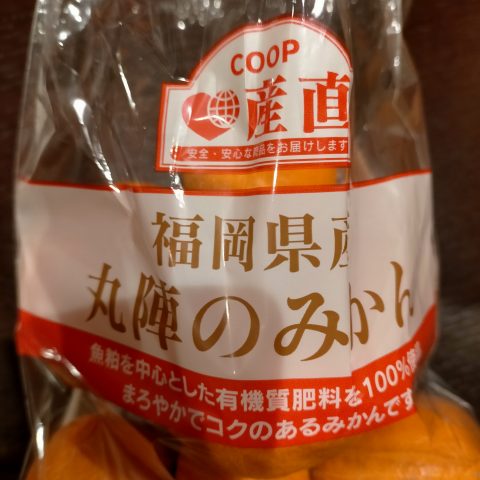 COOP
産直
安全・安心な商品をお届けします
福岡県産
丸陣のみかん
魚粕を中心とした有機質肥料を100%使用
まろやかでコクのあるみかんです